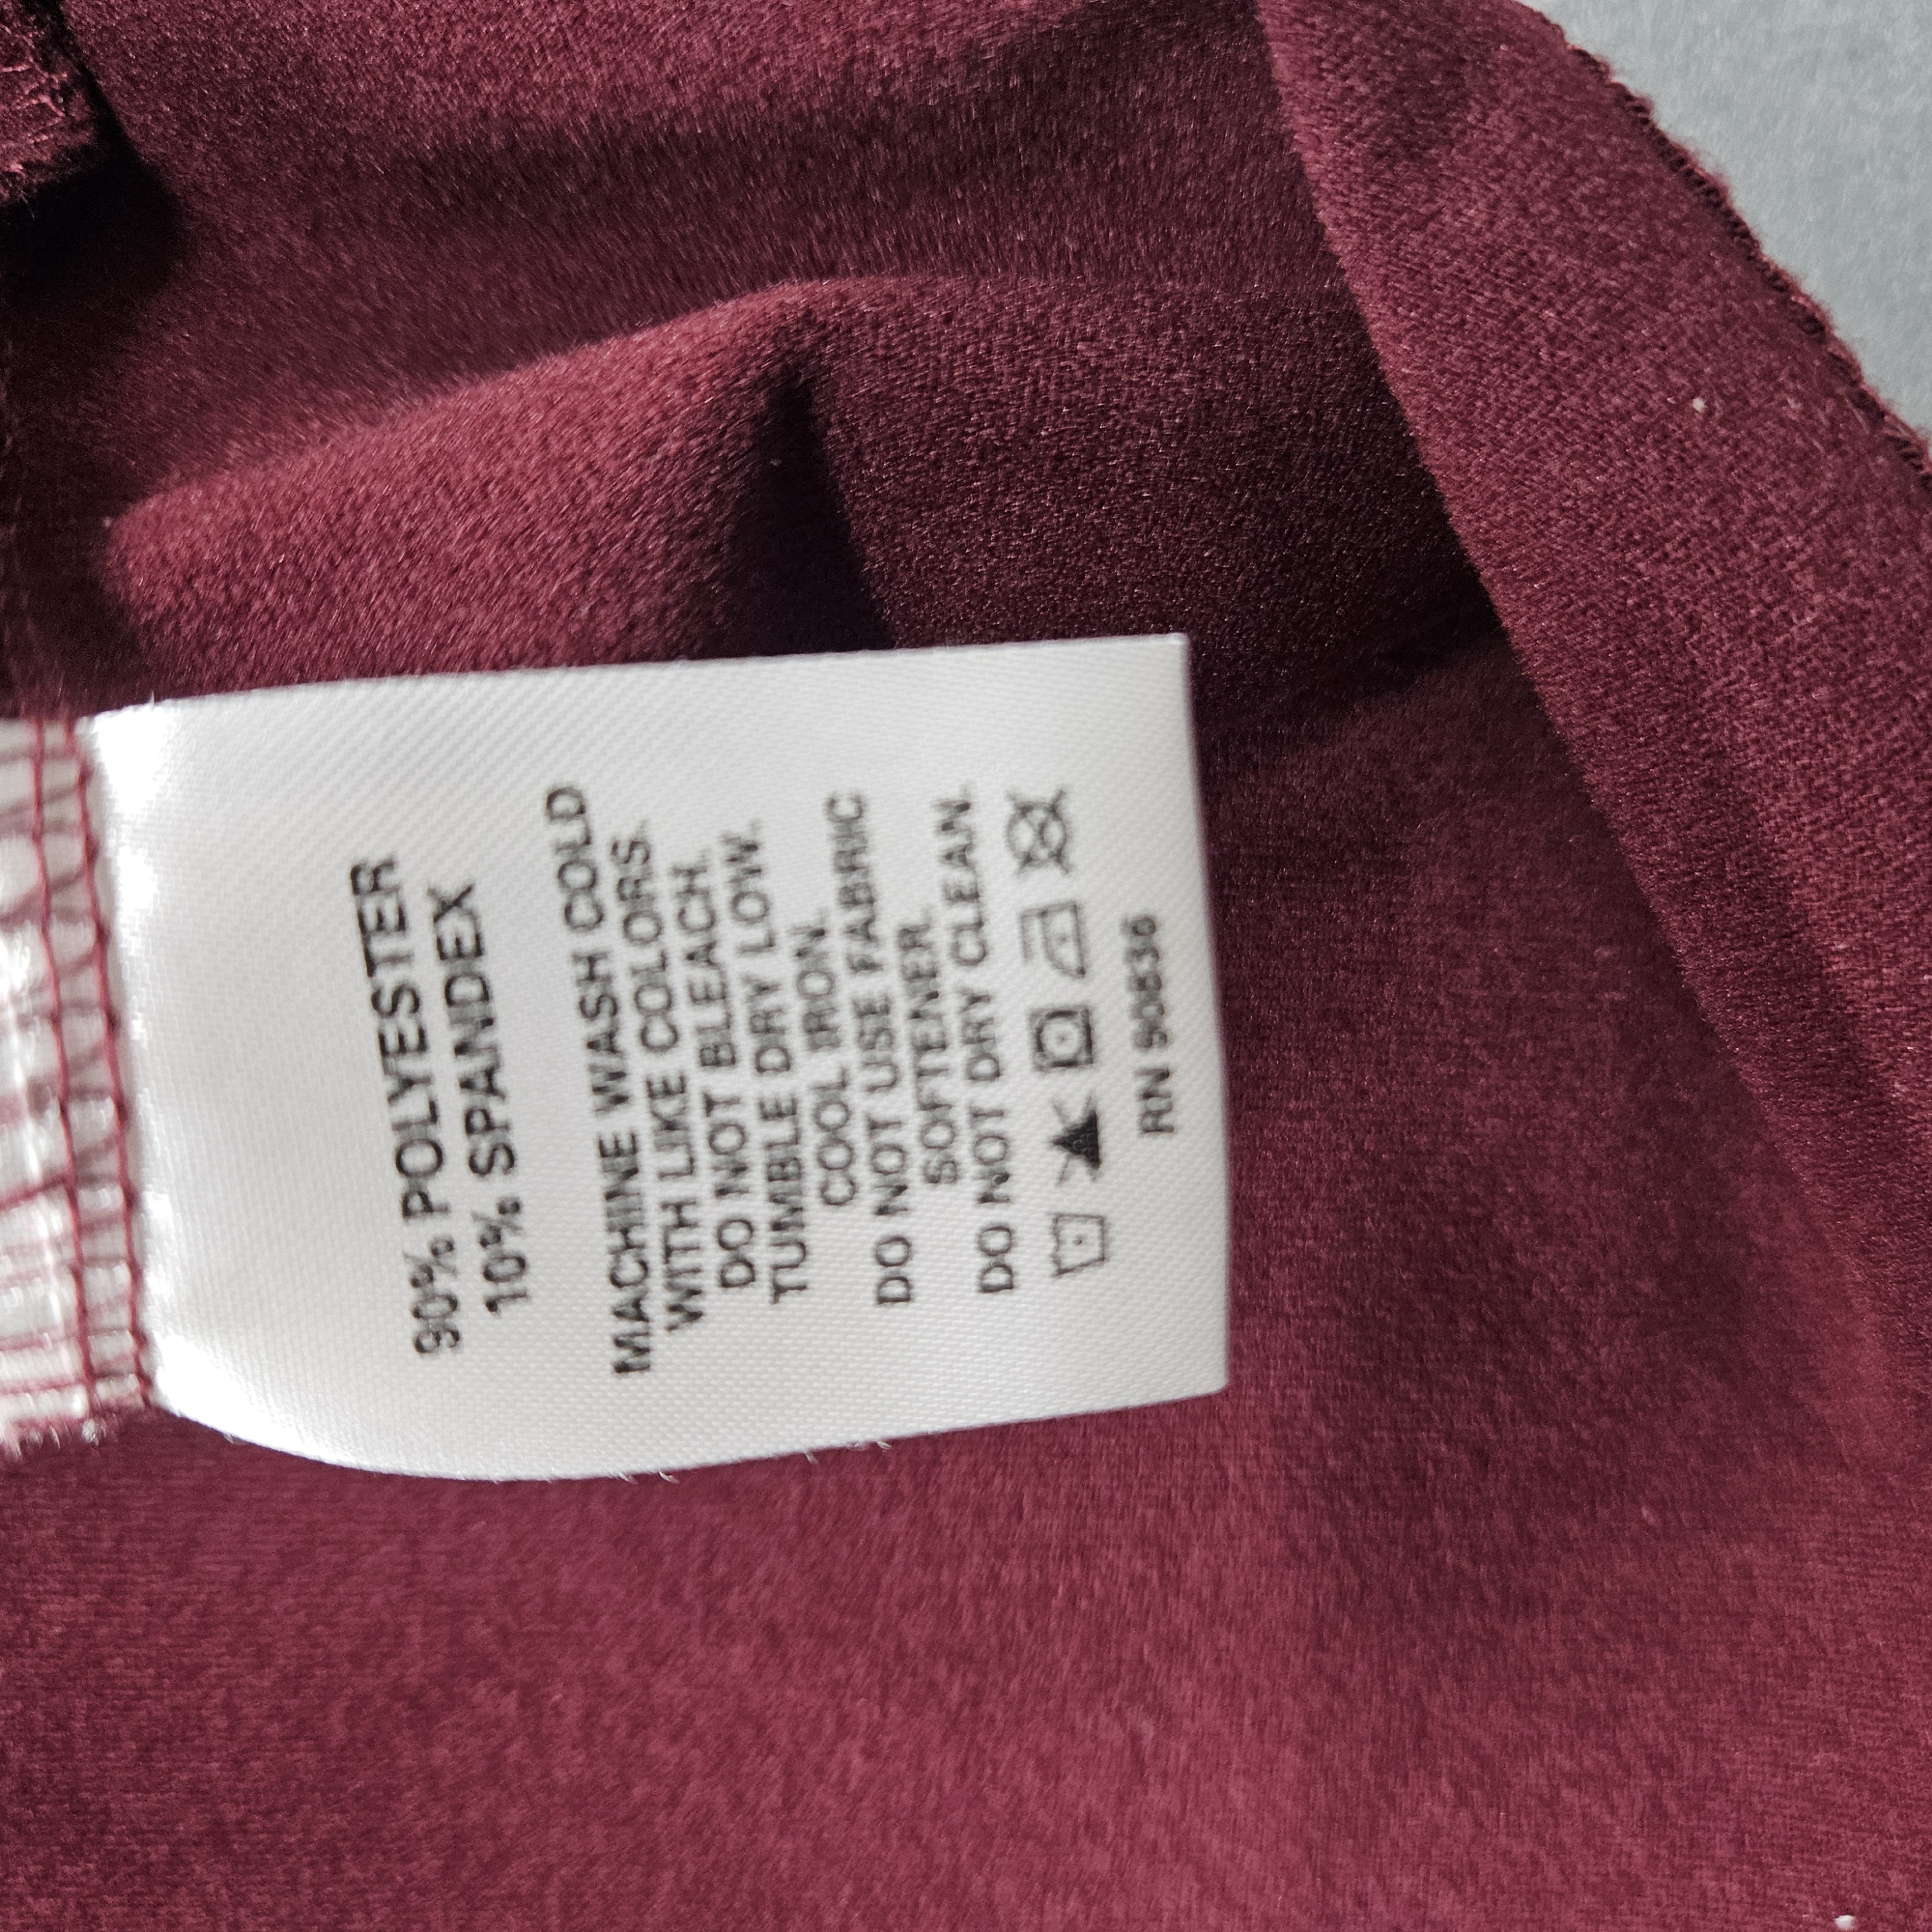 90% POLYESTER
10% SPANDEX
MACHINE WASH COLD
WITH LIKE COLORS.
DO NOT BLEACH.
TUMBLE DRY LOW.
COOL IRON.
DO NOT USE FABRIC
SOFTENER.
DO NOT DRY CLEAN.
RN 90836